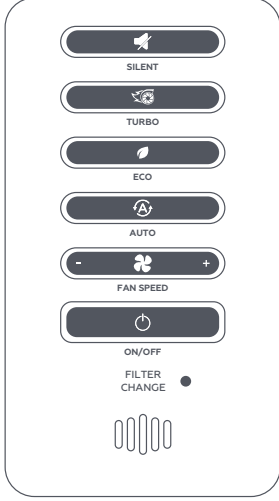 SILENT
TURBO
ECO
A
AUTO
- +
FAN SPEED
ON/OFF
FILTER
CHANGE